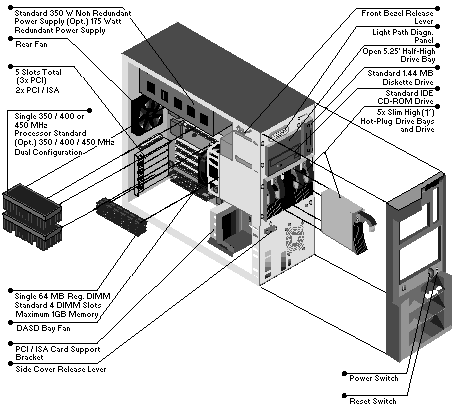 Standard 350 W Non Redundant
Power Supply (Opt.) 175 Watt
Redundant Power Supply
Rear Fan
5 Slots Total
(3x PCI)
2x PCI / ISA
Single 350 / 400 or
450 MHz
Processor Standard
(Opt.) 350 / 400 / 450 MHz
Dual Configuration
Front Bezel Release
Lever
Light Path Diagn.
Panel
Open 5.25' Half-High
Drive Bay
Standard 1.44 MB
Diskette Drive
Standard IDE
CD-ROM Drive
5x Slim High (1')
Hot-Plug Drive Bays
and Drive
Single 64 MB Reg. DIMM
Standard 4 DIMM Slots
Maximum 1GB Memory
DASD Bay Fan
PCI / ISA Card Support
Bracket
Side Cover Release Lever
Power Switch
Reset Switch